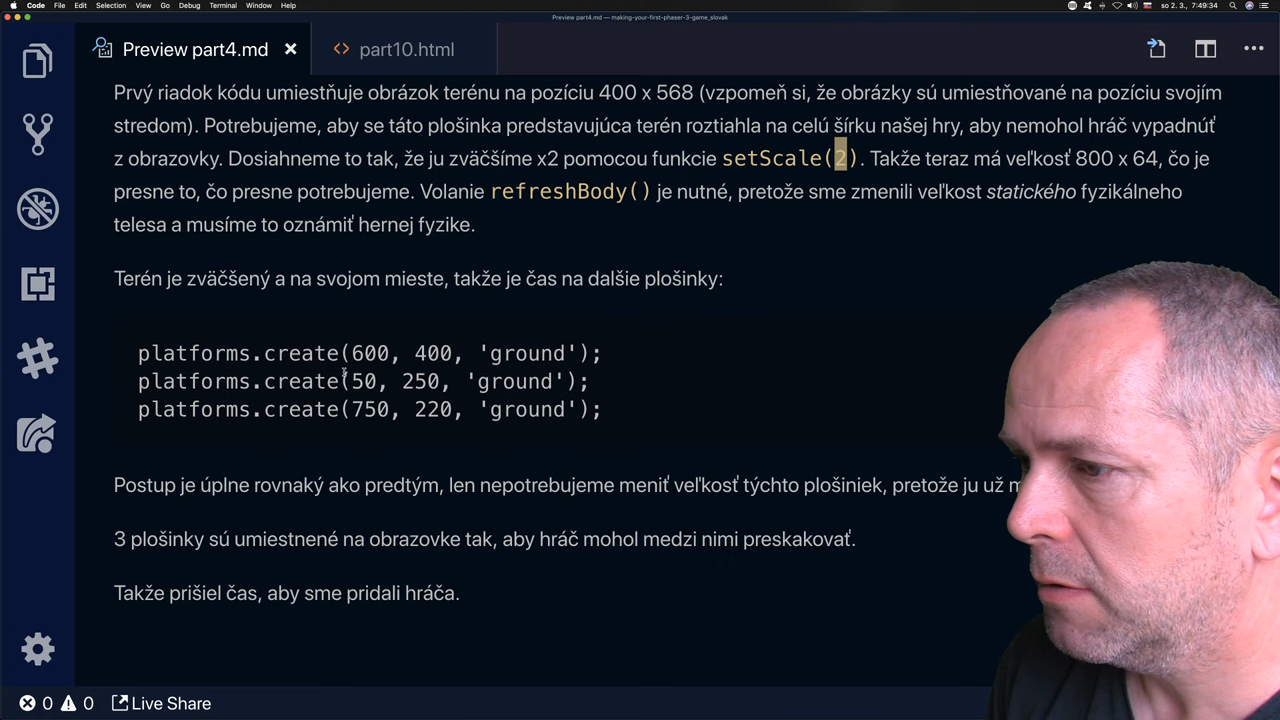 Code File Edit Selection View Go Debug Terminal Window Help so 2. 3., 7:49:34
Preview part4.md — making-your-first-phaser-3-game_slovak
Preview part4.md × <> part10.html
Prvý riadok kódu umiestňuje obrázok terénu na pozíciu 400 x 568 (vzpomeň si, že obrázky sú umiestňované na pozíciu svojím
stredom). Potrebujeme, aby se táto plošinka predstavujúca terén roztiahla na celú šírku našej hry, aby nemohol hráč vypadnúť
z obrazovky. Dosiahneme to tak, že ju zväčšíme x2 pomocou funkcie setScale(2). Takže teraz má veľkosť 800 x 64, čo je
presne to, čo presne potrebujeme. Volanie refreshBody() je nutné, pretože sme zmenili veľkost statického fyzikálneho
telesa a musíme to oznámiť hernej fyzike.
Terén je zväčšený a na svojom mieste, takže je čas na dalšie plošinky:
platforms.create(600, 400, 'ground');
platforms.create(50, 250, 'ground');
platforms.create(750, 220, 'ground');
Postup je úplne rovnaký ako predtým, len nepotrebujeme meniť veľkosť týchto plošiniek, pretože ju už
3 plošinky sú umiestnené na obrazovke tak, aby hráč mohol medzi nimi preskakovať.
Takže prišiel čas, aby sme pridali hráča.
0 0 Live Share